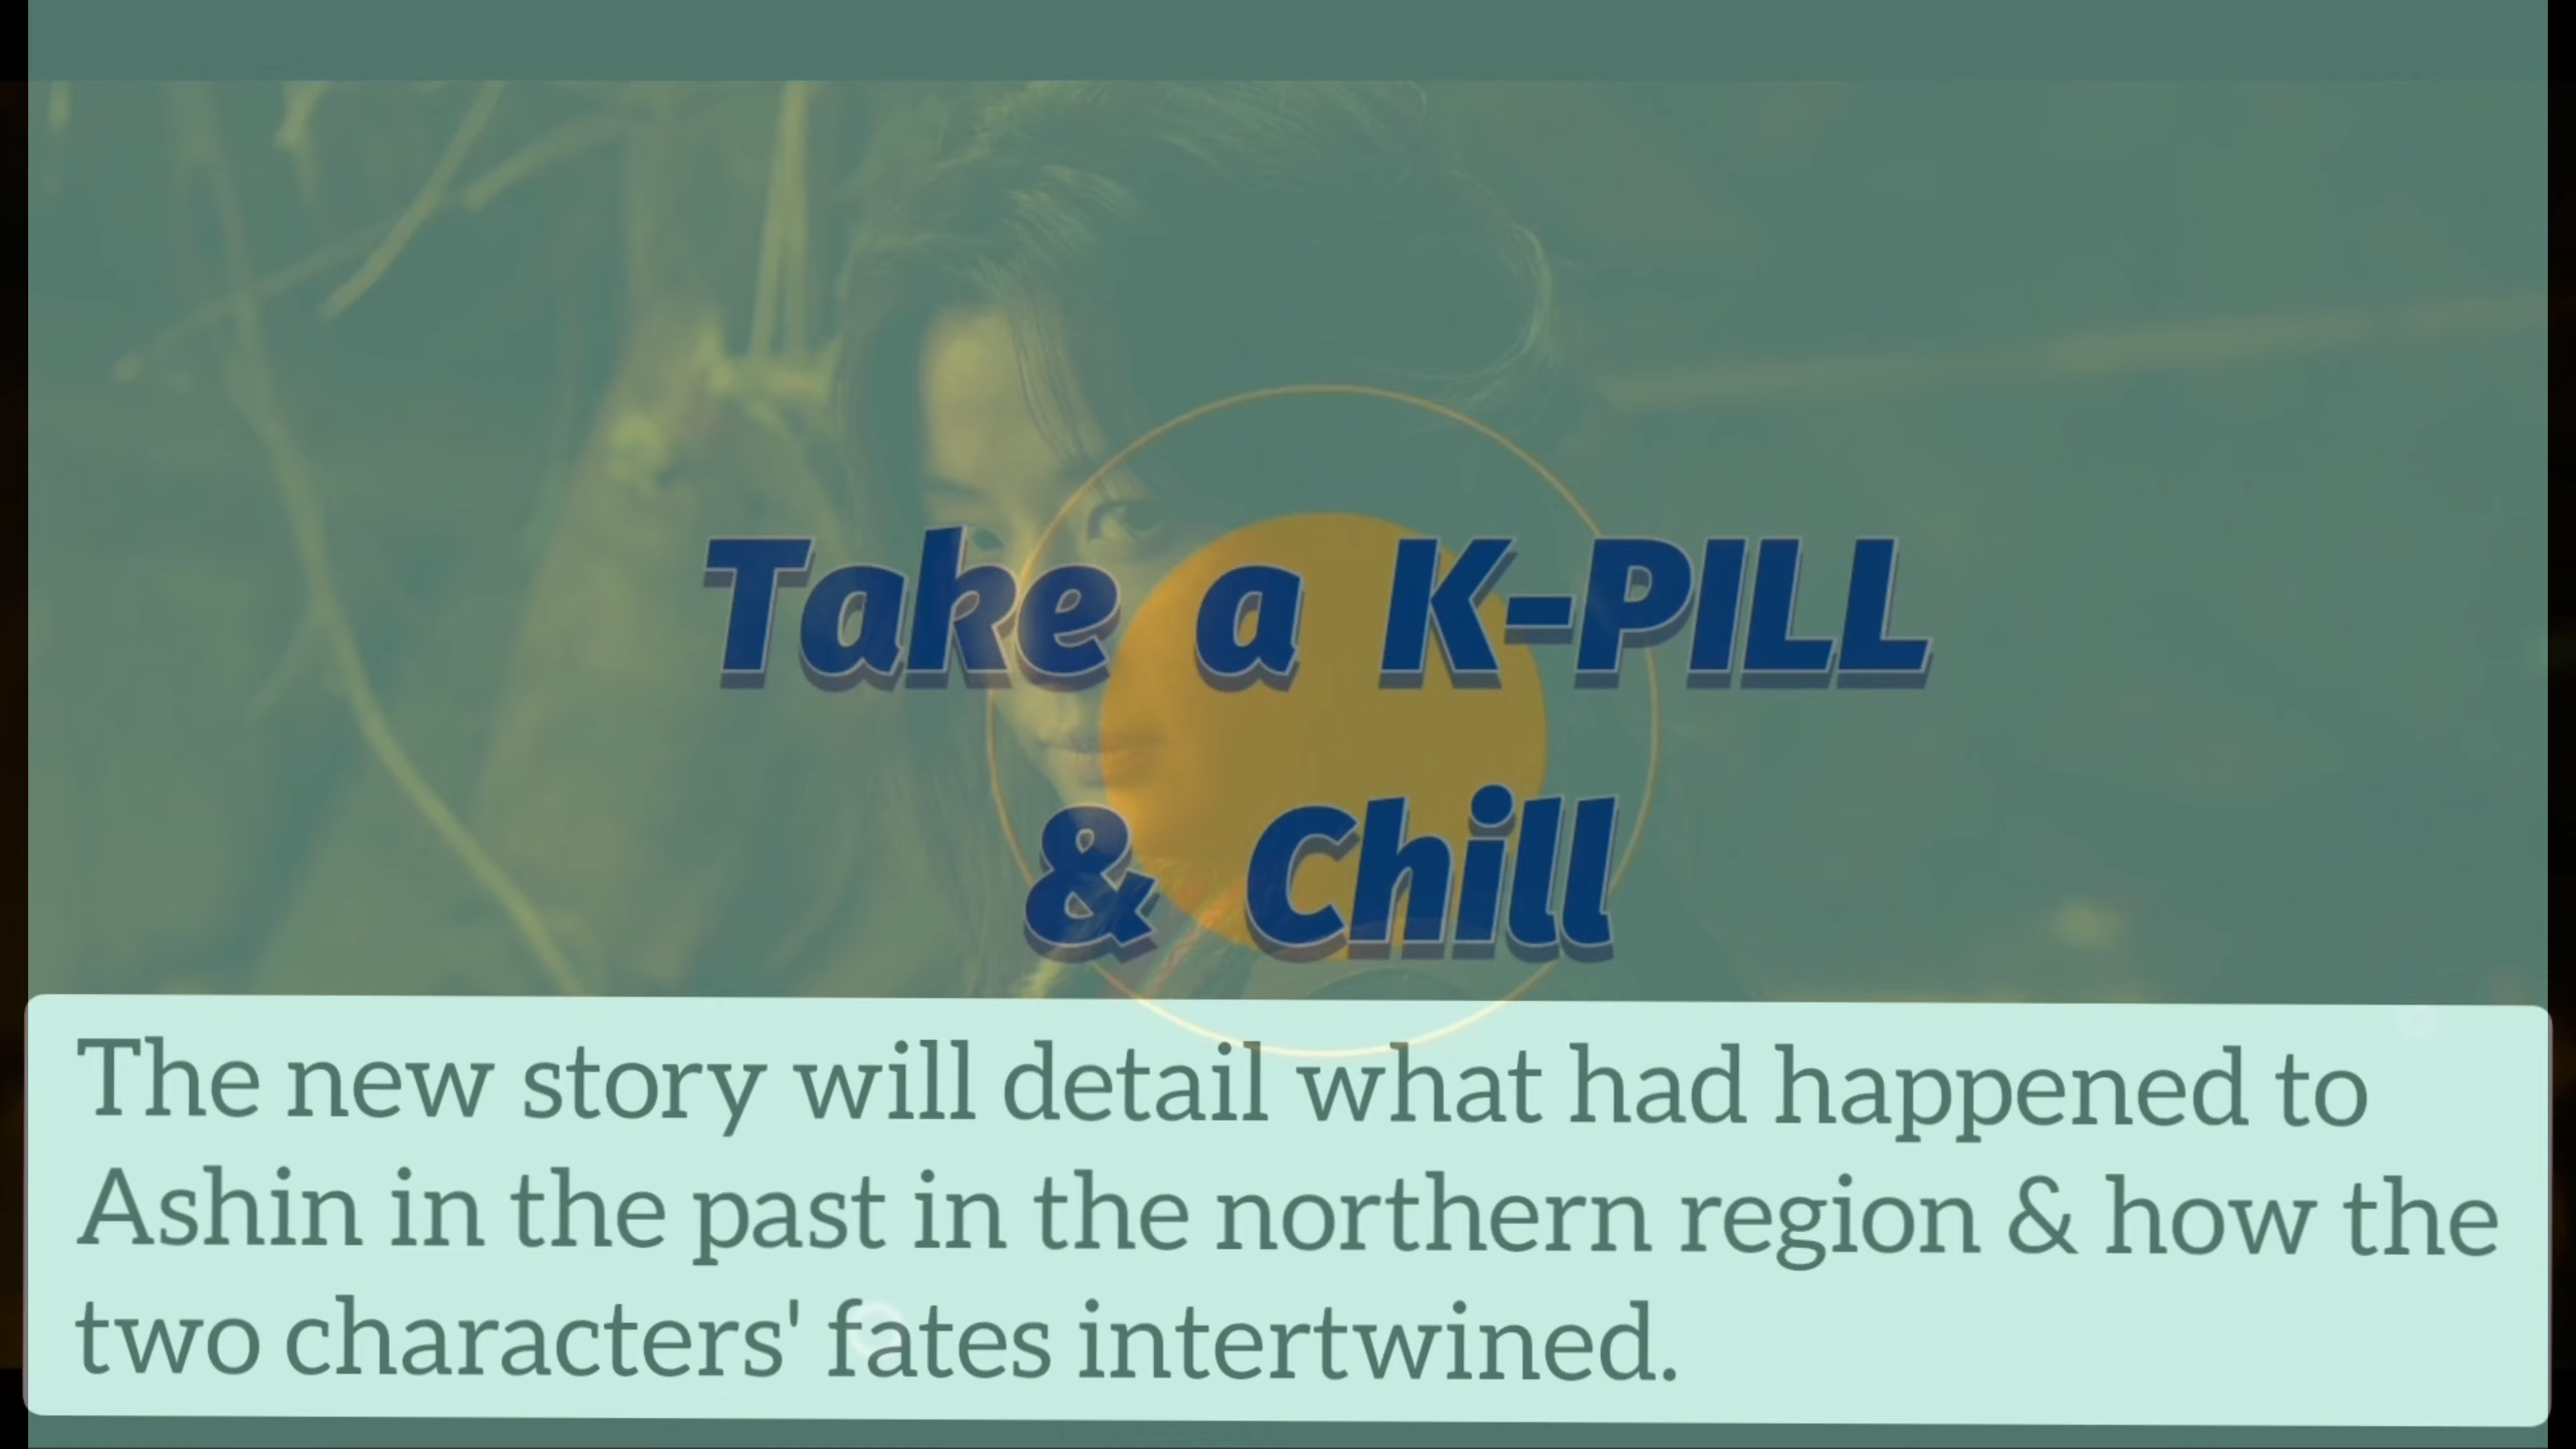 Take a K-PILL
& Chill
The new story will detail what had happened to
Ashin in the past in the northern region & how the
two characters' fates intertwined.